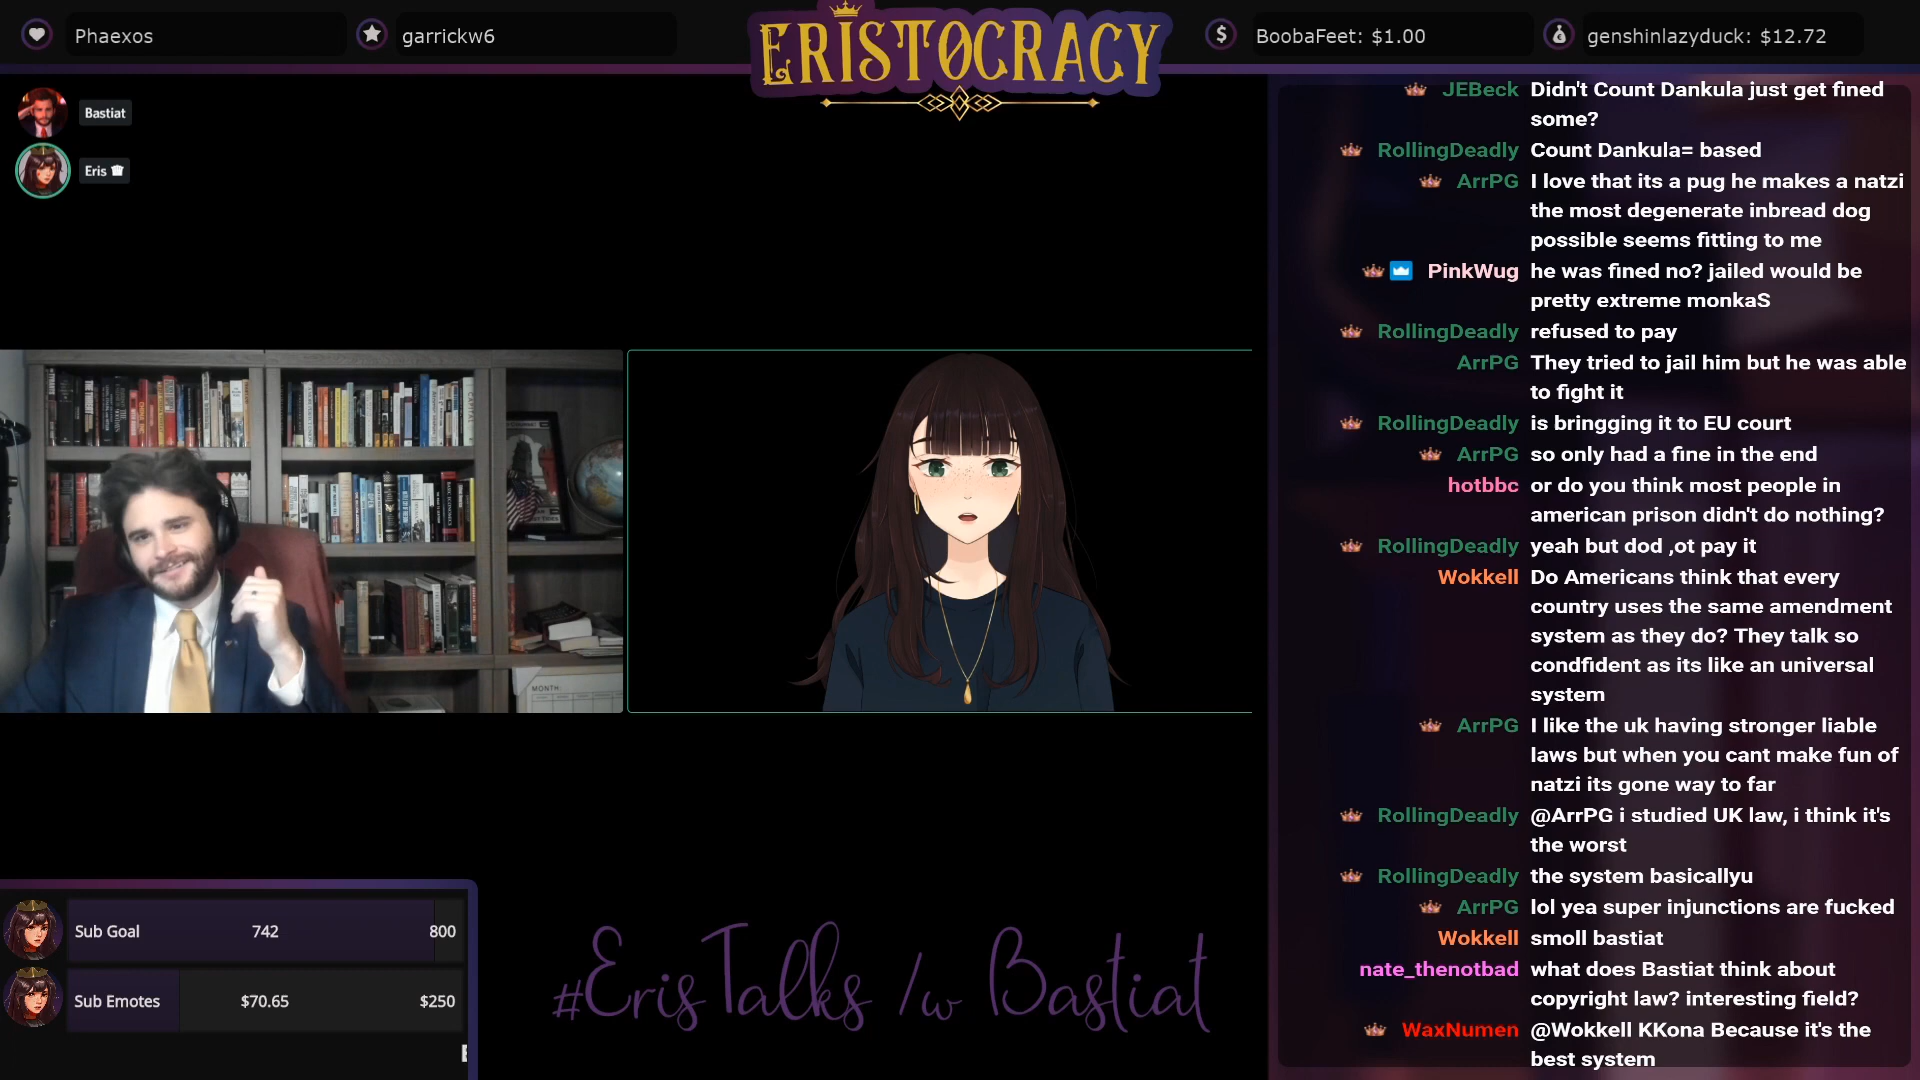 Phaexos
garrickw6
ERISTOCRACY
BoobaFeet: $1.00
genshinlazyduck: $12.72
Bastiat
Eris
JEBeck Didn't Count Dankula just get fined
some?
RollingDeadly Count Dankula= based
ArrPG I love that its a pug he makes a natzi
the most degenerate inbread dog
possible seems fitting to me
PinkWug he was fined no? jailed would be
pretty extreme monkaS
RollingDeadly refused to pay
ArrPG They tried to jail him but he was able
to fight it
RollingDeadly is bringging it to EU court
ArrPG so only had a fine in the end
hotbbc or do you think most people in
american prison didn't do nothing?
RollingDeadly yeah but dod ,ot pay it
Wokkell Do Americans think that every
country uses the same amendment
system as they do? They talk so
condfident as its like an universal
system
ArrPG I like the uk having stronger liable
laws but when you cant make fun of
natzi its gone way to far
RollingDeadly @ArrPG i studied UK law, i think it's
the worst
RollingDeadly the system basicallyu
ArrPG lol yea super injunctions are fucked
Wokkell smoll bastiat
nate_thenotbad what does Bastiat think about
copyright law? interesting field?
WaxNumen @Wokkell KKona Because it's the
best system
MONTH:
Sub Goal 742 800
Sub Emotes $70.65 $250
#ErisTalks /w Bastiat